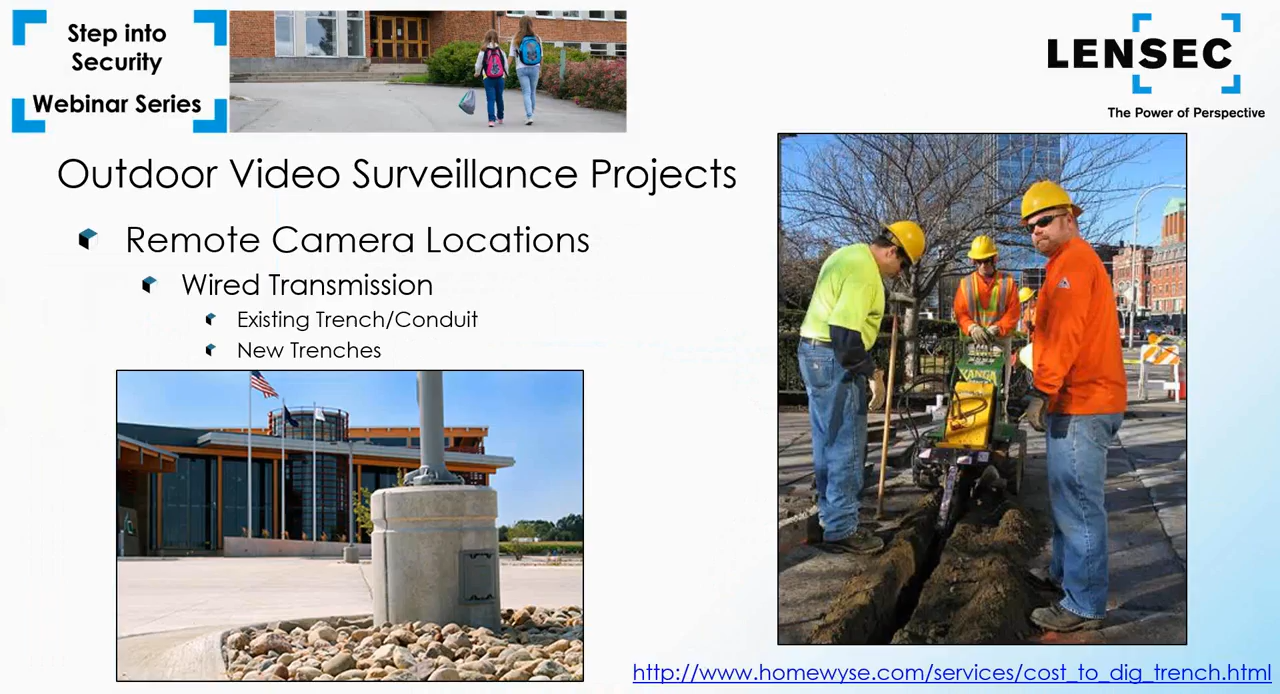 Step into
Security
Webinar Series
LENSEC
The Power of Perspective
Outdoor Video Surveillance Projects
Remote Camera Locations
Wired Transmission
Existing Trench/Conduit
New Trenches
KANGA
http://www.homewyse.com/services/cost_to_dig_trench.html